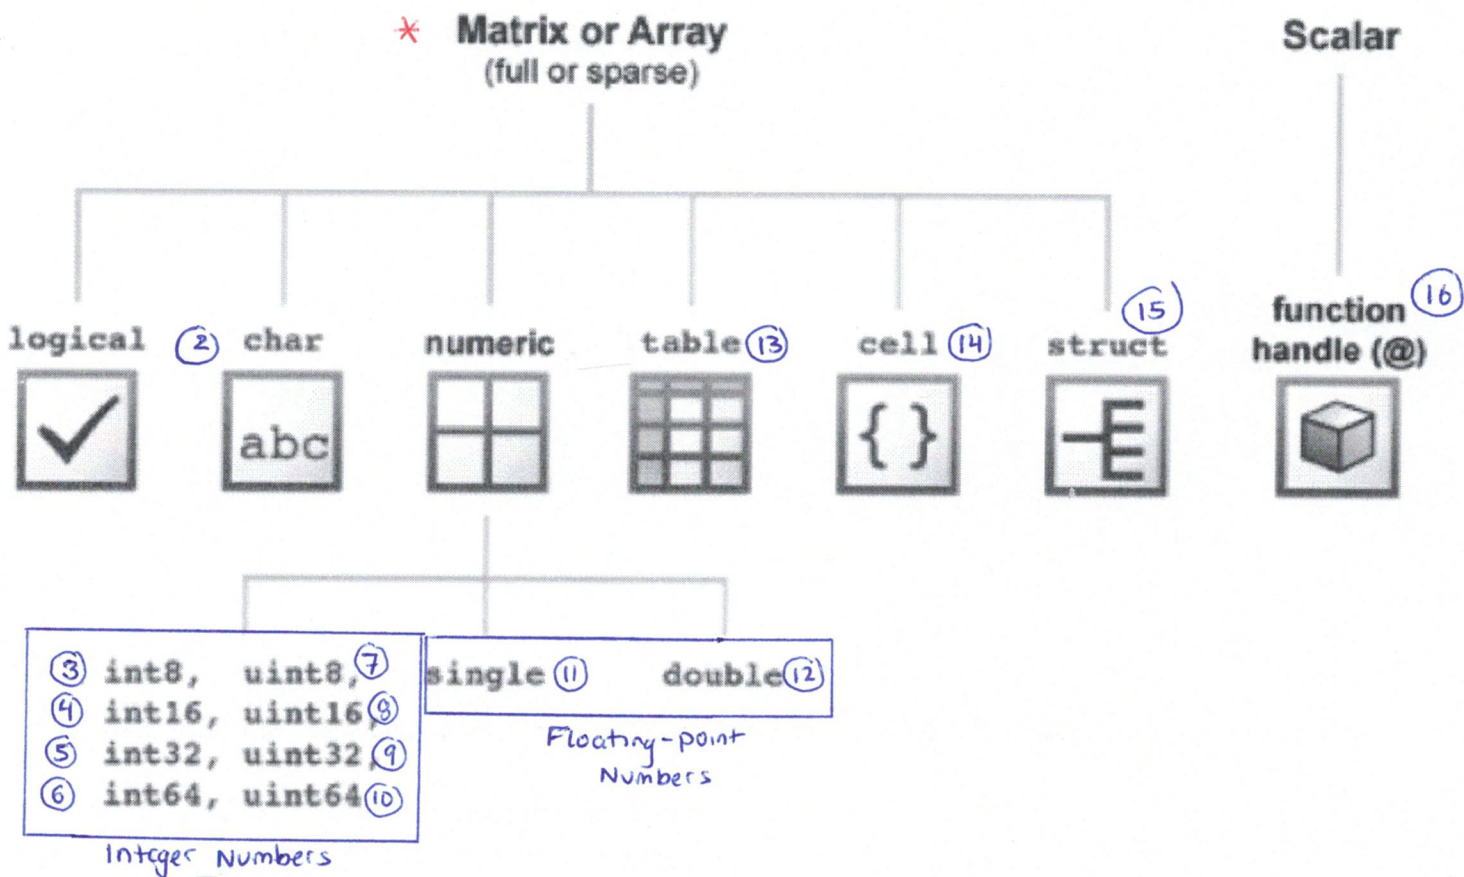 * Matrix or Array
(full or sparse)
Scalar
logical
2 char
numeric
table 13
cell 14
15
struct
function 16
handle (@)
abc
{ }
3 int8, uint8, 7
4 int16, uint16, 8
5 int32, uint32, 9
6 int64, uint64 10
Integer Numbers
single 11 double 12
Floating-point
Numbers